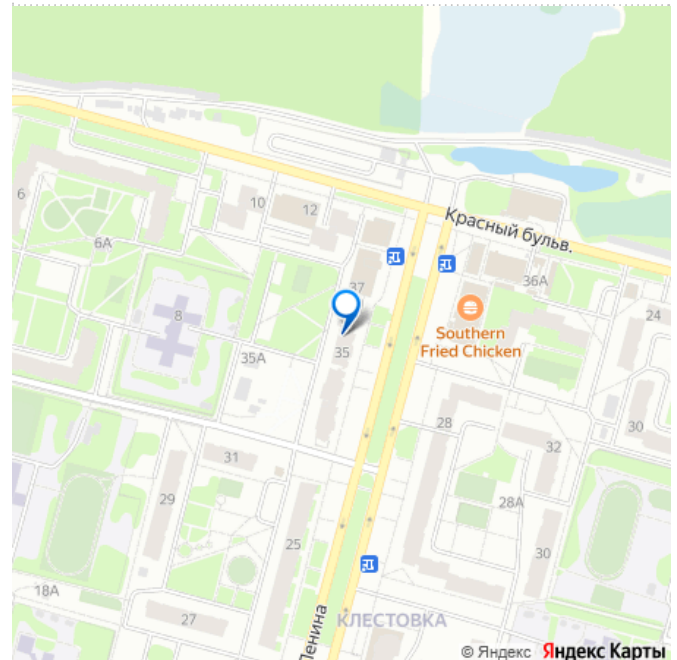 Красный бульв.
10
12
6
6А
36А
37
24
8
Southern
Fried Chicken
35
35А
28
30
32
31
29
28А
25
30
18А
27
Ленина
КЛЕСТОВКА
© Яндекс Яндекс Карты